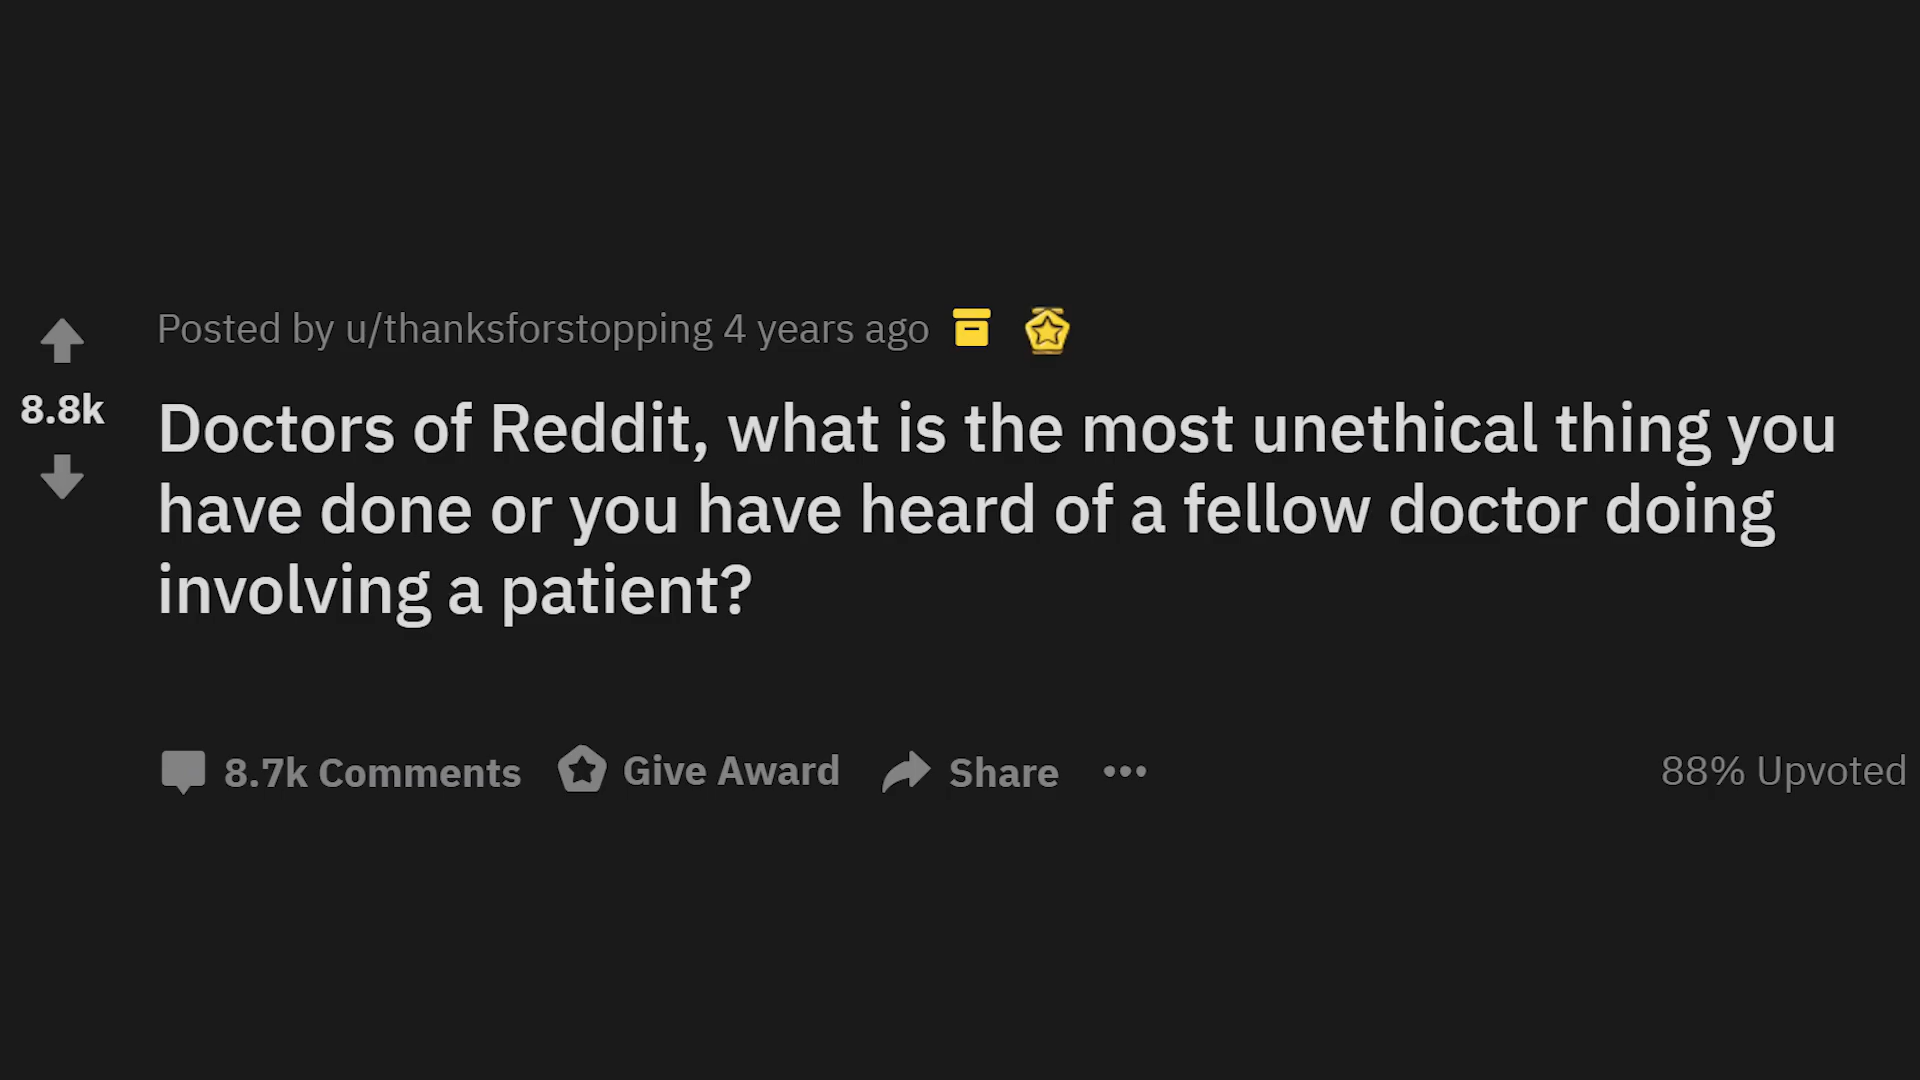 Posted by u/thanksforstopping 4 years ago
8.8k
Doctors of Reddit, what is the most unethical thing you
have done or you have heard of a fellow doctor doing
involving a patient?
8.7k Comments Give Award Share 88% Upvoted